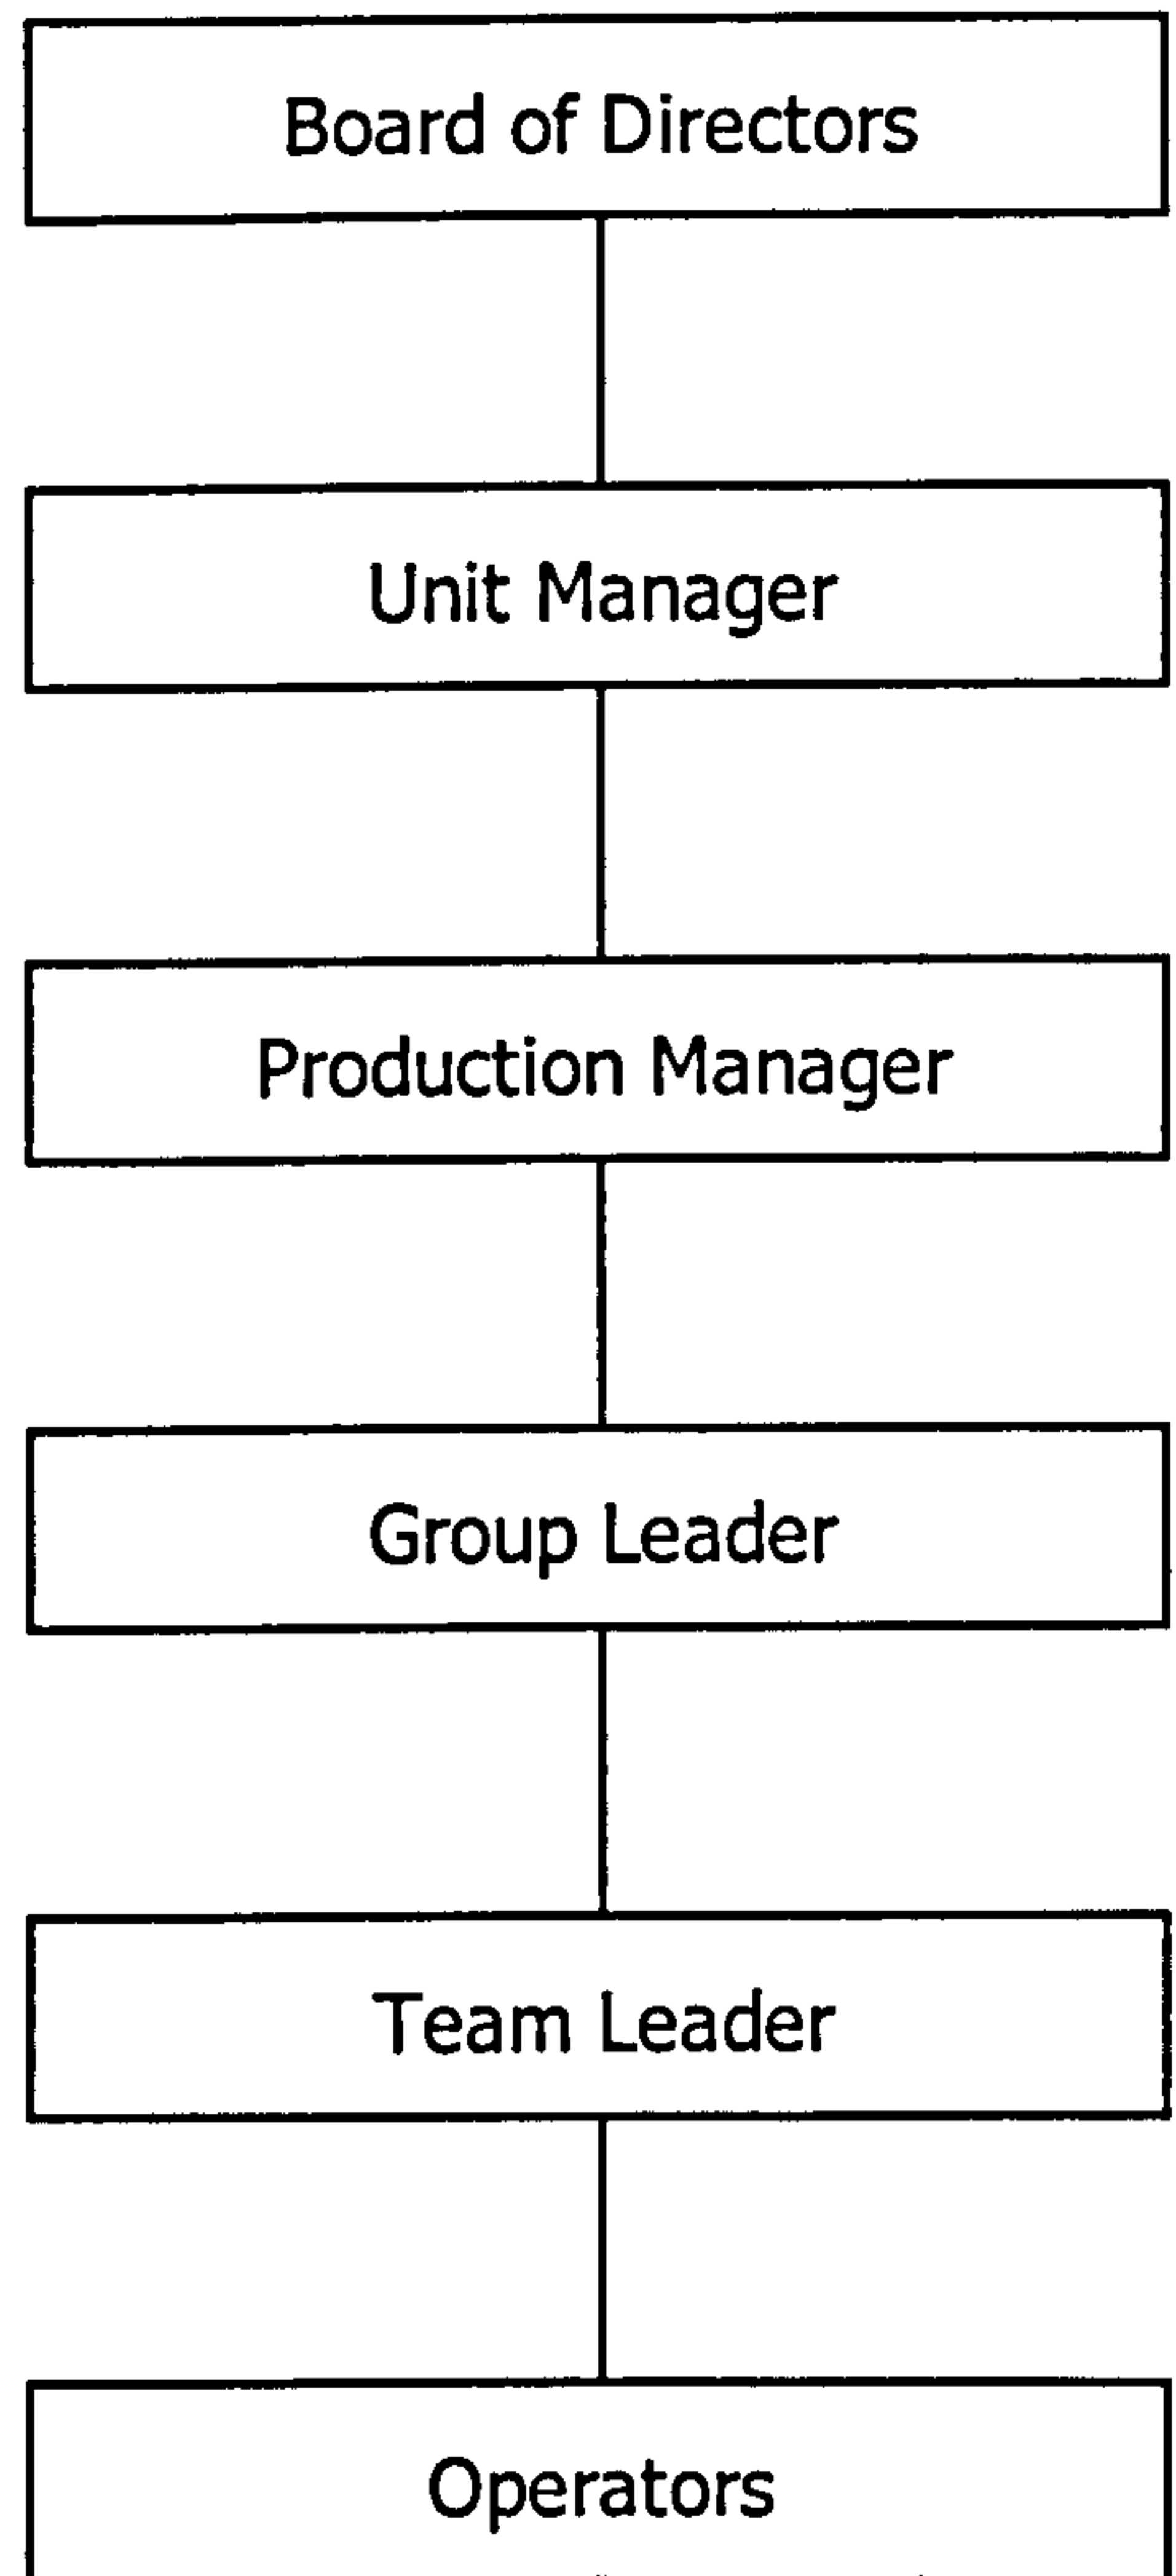 Board of Directors
Unit Manager
Production Manager
Group Leader
Team Leader
Operators